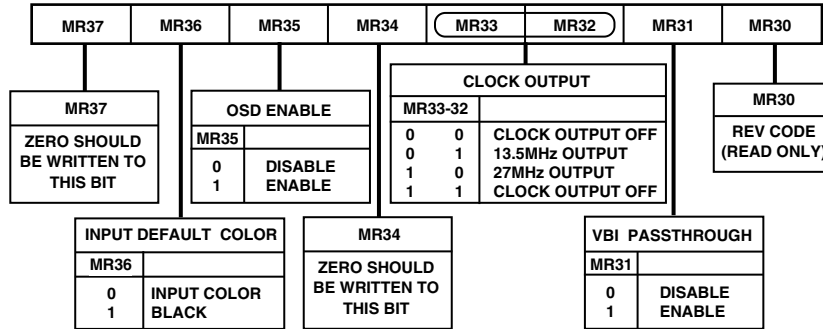 MR37 MR36 MR35 MR34 MR33 MR32 MR31 MR30
MR37
ZERO SHOULD
BE WRITTEN TO
THIS BIT
OSD ENABLE
MR35
0 DISABLE
1 ENABLE
CLOCK OUTPUT
MR33-32
0 0 CLOCK OUTPUT OFF
0 1 13.5MHz OUTPUT
1 0 27MHz OUTPUT
1 1 CLOCK OUTPUT OFF
MR30
REV CODE
(READ ONLY)
INPUT DEFAULT COLOR
MR36
0 INPUT COLOR
1 BLACK
MR34
ZERO SHOULD
BE WRITTEN TO
THIS BIT
VBI PASSTHROUGH
MR31
0 DISABLE
1 ENABLE